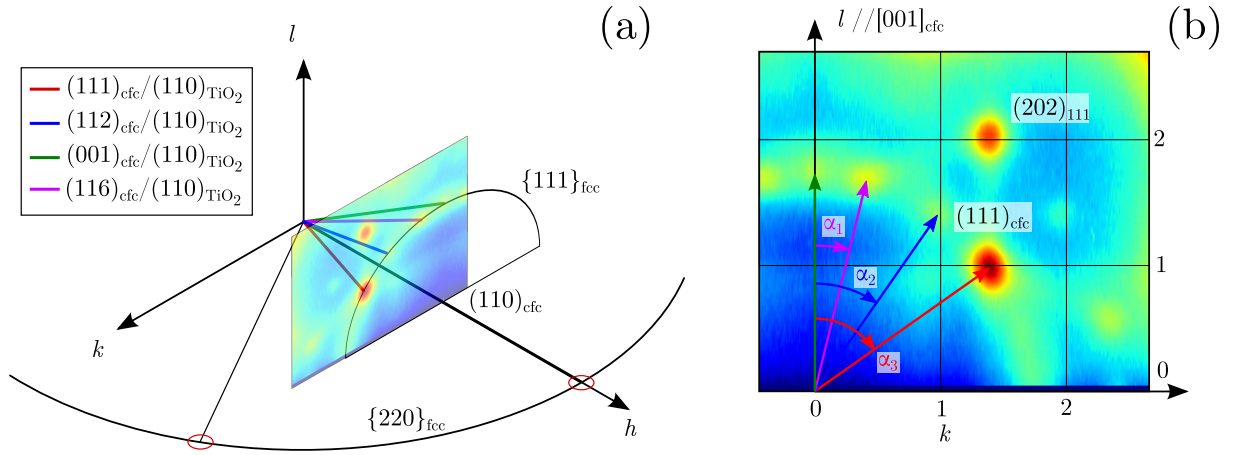 (a)
l
(111)cfc/(110)TiO2
(112)cfc/(110)TiO2
(001)cfc/(110)TiO2
(116)cfc/(110)TiO2
{111}fcc
(110)cfc
k
{220}fcc
h
(b)
l //[001]cfc
(202)111
2
(111)cfc
α1
α2
1
α3
0
0 1 2
k